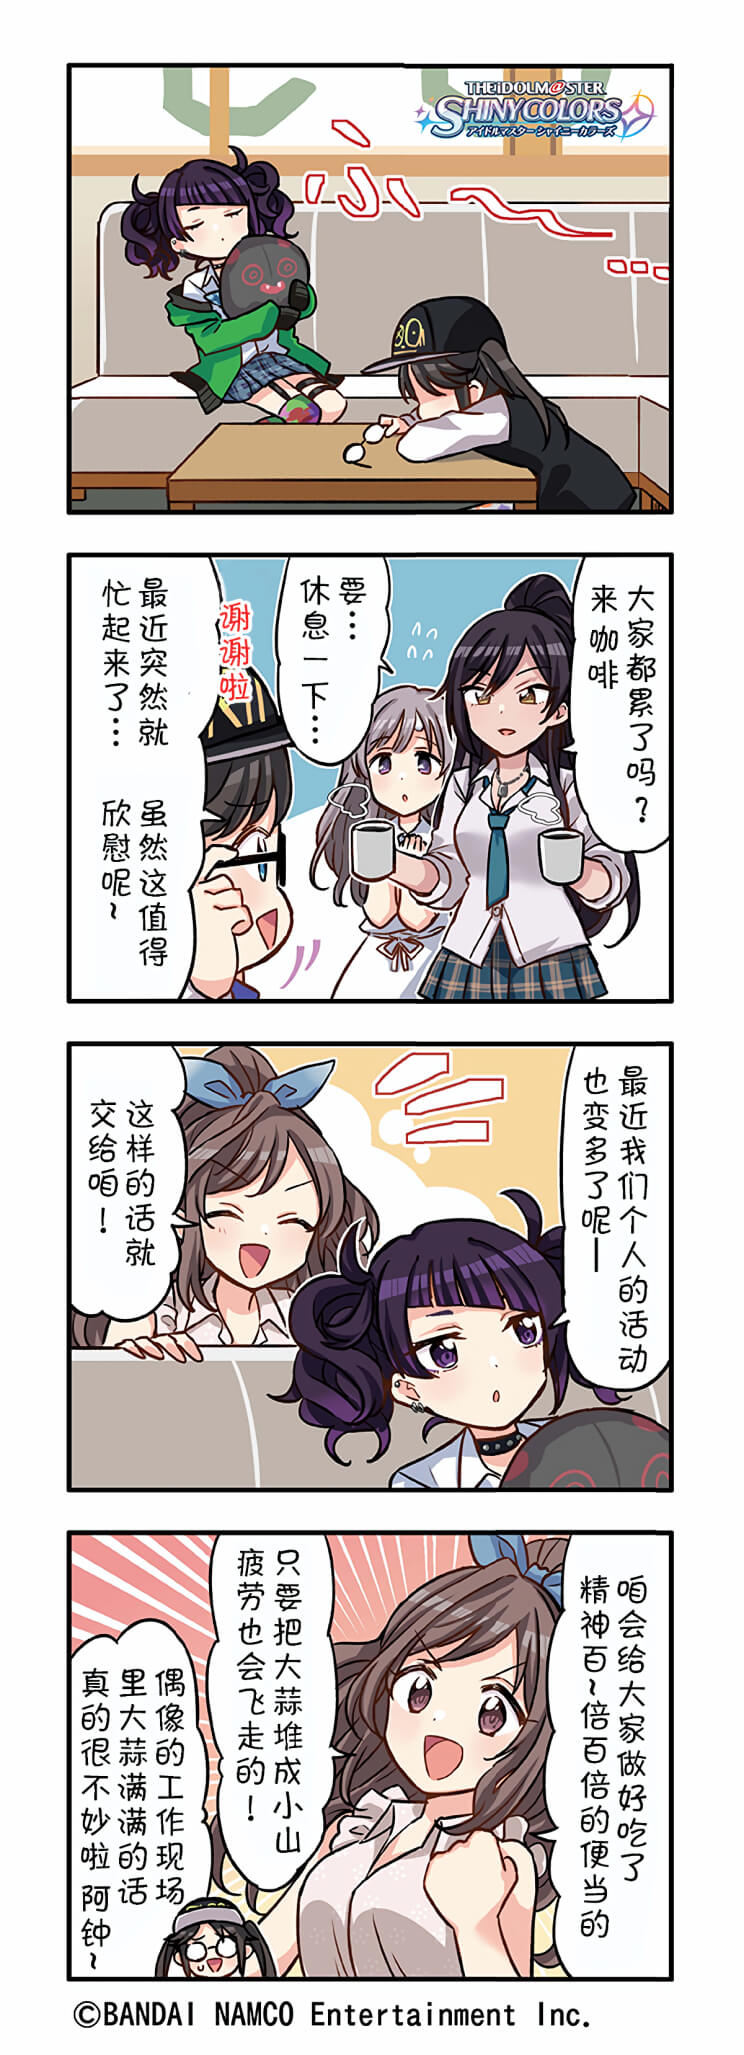 THE iDOLM@STER
SHINY COLORS
アイドルマスター シャイニーカラーズ
大家都累了吗？
来咖啡
要…
休息一下…
谢谢啦
最近突然就
忙起来了…
虽然这值得
欣慰呢~
最近我们个人的活动
也变多了呢—
这样的话就
交给咱！
咱会给大家做好吃了
精神百~倍百倍的便当的
只要把大蒜堆成小山
疲劳也会飞走的！
偶像的工作现场
里大蒜满满的话
真的很不妙啦 阿钟~
©BANDAI NAMCO Entertainment Inc.